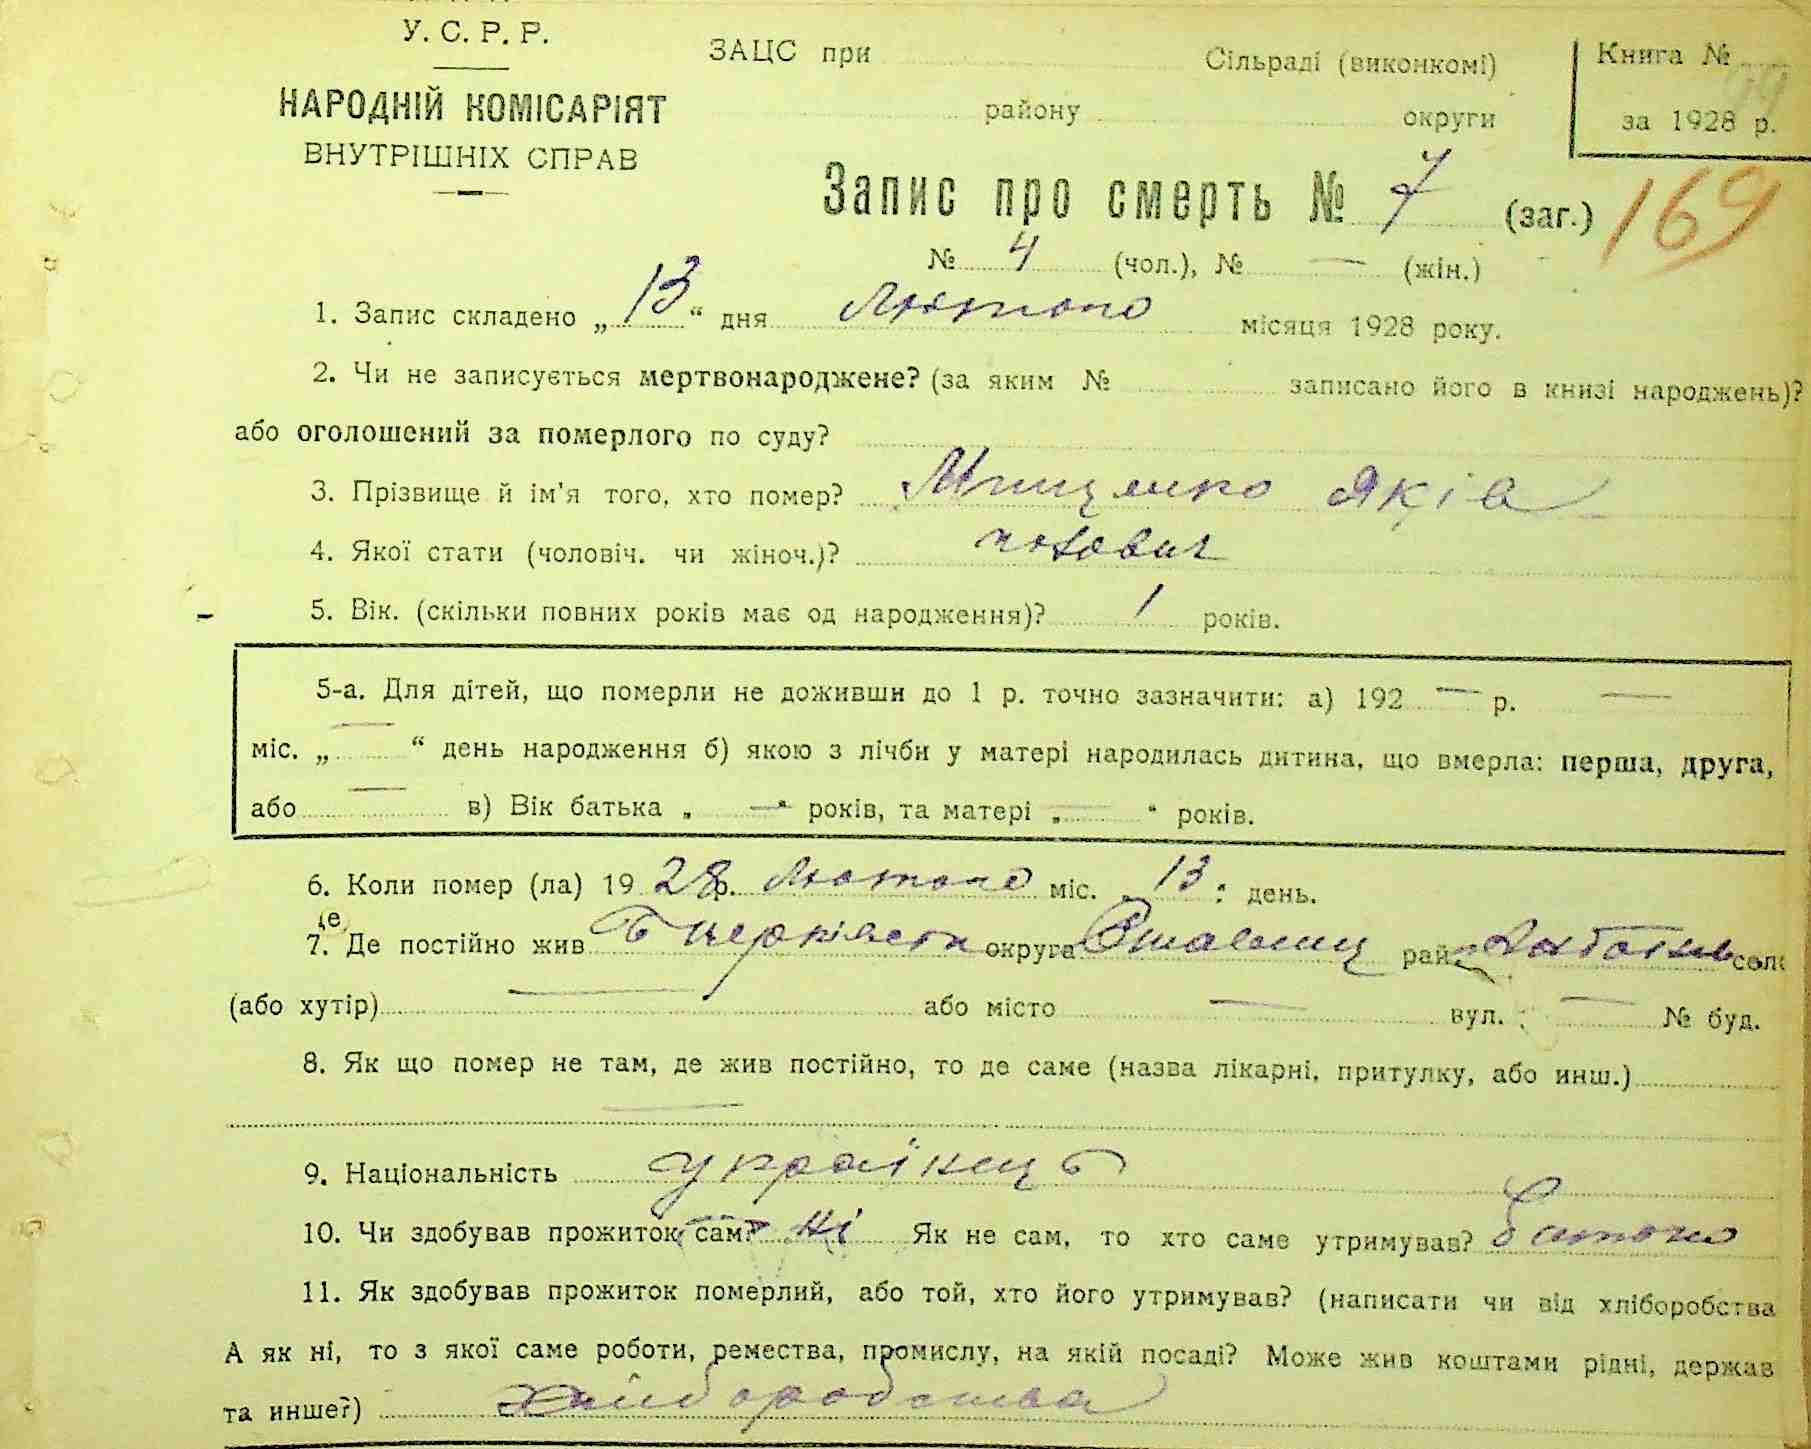 У. С. Р. Р.
НАРОДНІЙ КОМІСАРІЯТ
ВНУТРІШНІХ СПРАВ
ЗАЦС при Сільраді (виконкомі)
району округи
Книга №
за 1928 р.
Запис про смерть № 7 (заг.) 169
№ 4 (чол.), № — (жін.)
1. Запис складено „13“ дня Лютого місяця 1928 року.
2. Чи не записується мертвонароджене? (за яким № записано його в книзі народжень)?
або оголошений за померлого по суду?
3. Прізвище й ім'я того, хто помер? Яків
4. Якої стати (чоловіч. чи жіноч.)?
5. Вік. (скільки повних років має од народження)? 1 років.
5-а. Для дітей, що померли не доживши до 1 р. точно зазначити: а) 192 — р. —
міс. „—“ день народження б) якою з лічби у матері народилась дитина, що вмерла: перша, друга,
або — в) Вік батька „—“ років, та матері „—“ років.
6. Коли помер (ла) 1928 р. Лютого міс. 13 день.
7. Де постійно жив округа рай. село
(або хутір) — або місто — вул. — № буд.
8. Як що помер не там, де жив постійно, то де саме (назва лікарні, притулку, або инш.)
—
9. Національність українець
10. Чи здобував прожиток сам? Ні Як не сам, то хто саме утримував? батько
11. Як здобував прожиток померлий, або той, хто його утримував? (написати чи від хліборобства
А як ні, то з якої саме роботи, ремества, промислу, на якій посаді? Може жив коштами рідні, держав
та инше?) хліборобства